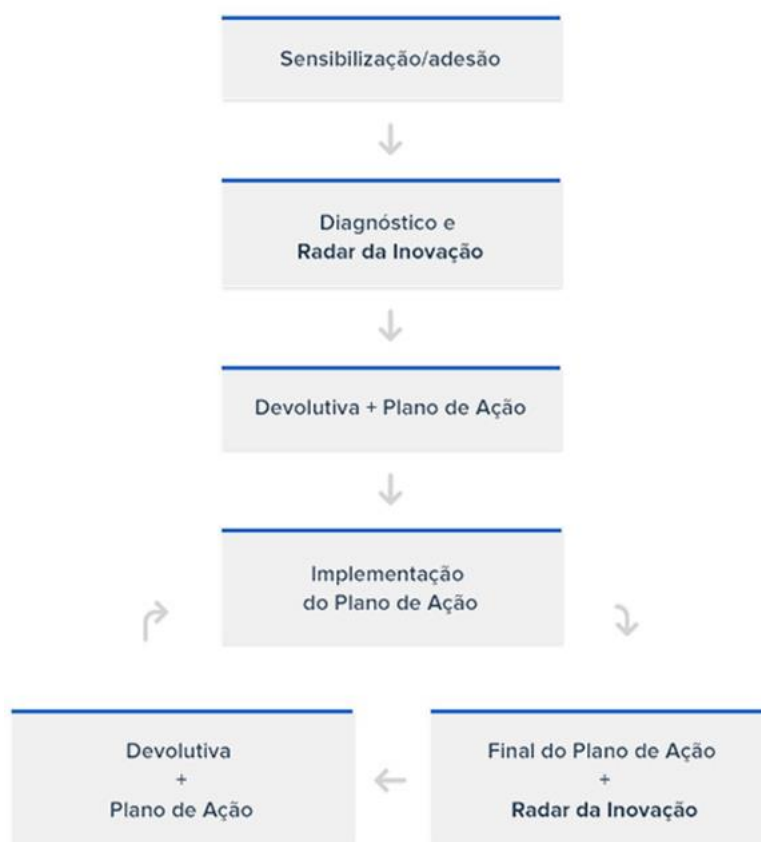 Sensibilização/adesão
Diagnóstico e
Radar da Inovação
Devolutiva + Plano de Ação
Implementação
do Plano de Ação
Devolutiva
+
Plano de Ação
Final do Plano de Ação
+
Radar da Inovação